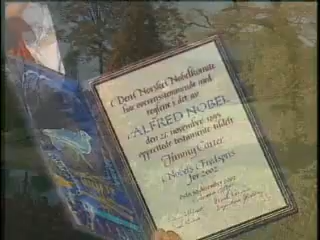 Den Norske Nobelkomite
har overensstemmende med
reglene i det av
ALFRED NOBEL
den 27. november 1895
opprettede testamente tildelt
Jimmy Carter
Nobels Fredspris
for 2002
Oslo,